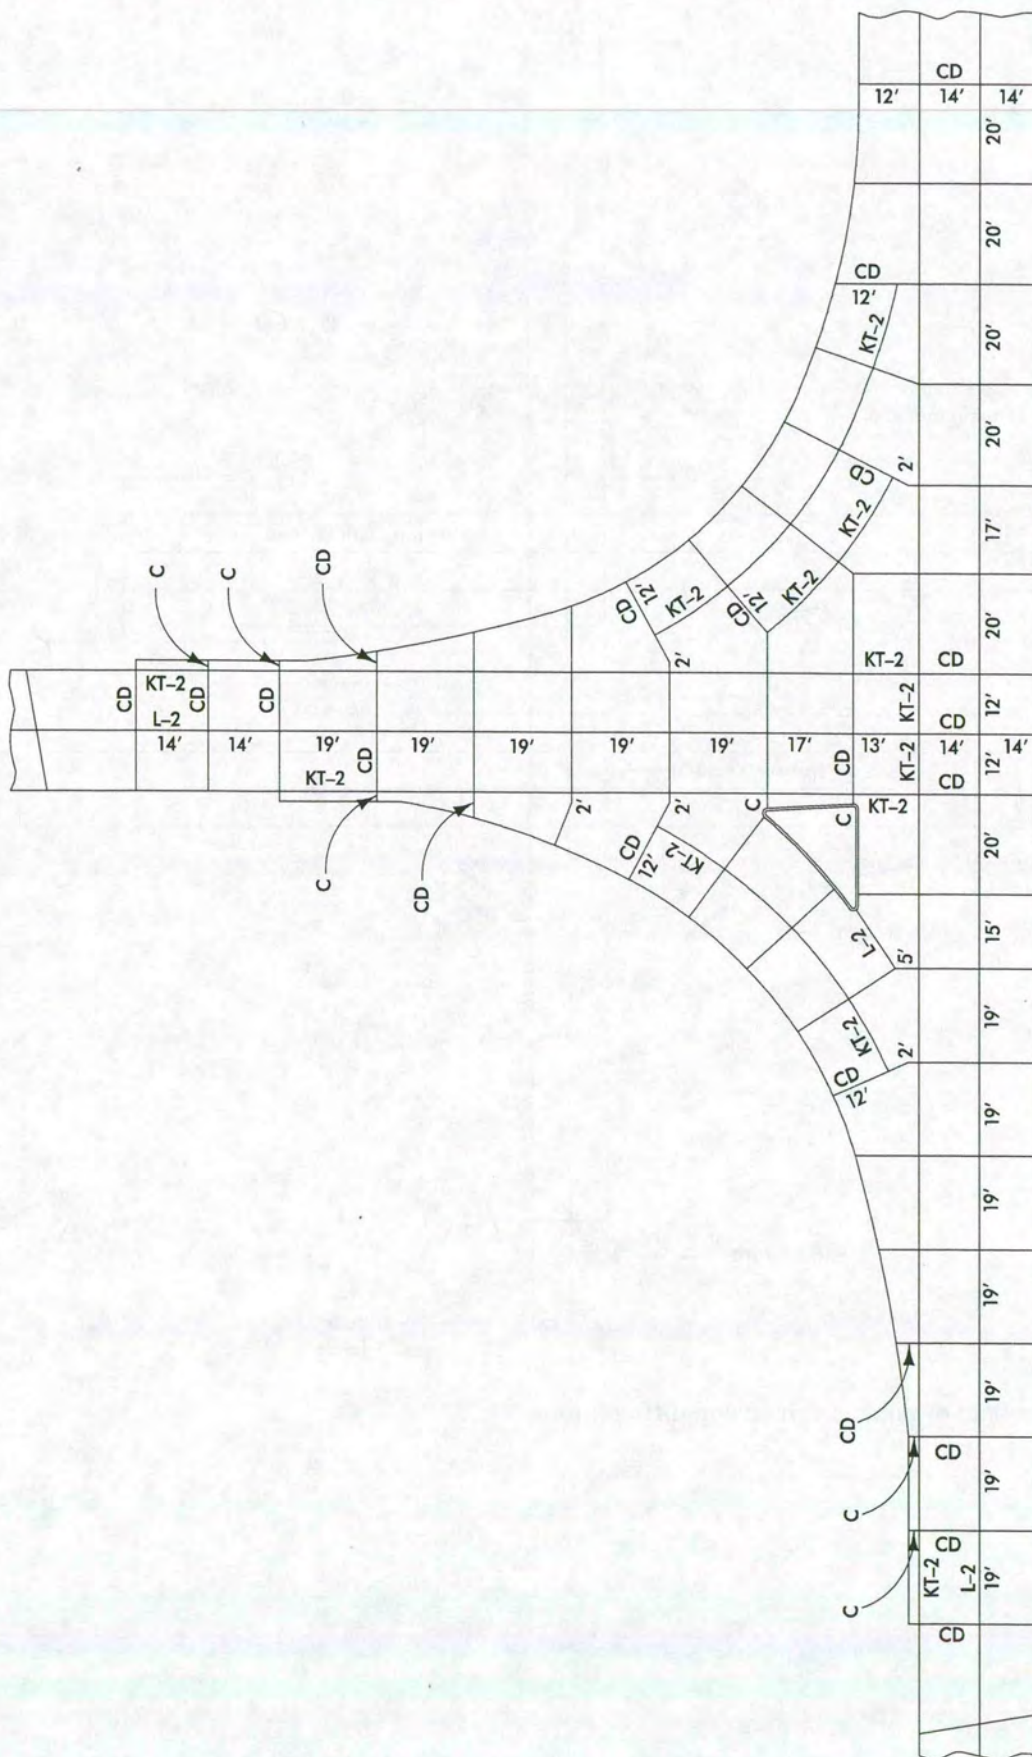 CD
12' 14' 14'
20'
20'
CD
12'
KT-2
20'
20'
2'
CD
KT-2
17'
C
C
CD
CD
12'
KT-2
CD
12'
KT-2
20'
2'
KT-2
CD
CD
KT-2
L-2
CD
CD
KT-2
CD
12'
14'
14'
19'
19'
19'
19'
19'
17'
13'
14'
14'
KT-2
CD
CD
KT-2
CD
12'
C
CD
2'
2'
C
C
KT-2
CD
12'
KT-2
20'
L-2
5'
15'
KT-2
2'
19'
CD
12'
19'
19'
19'
CD
19'
C
CD
19'
C
CD
KT-2
L-2
19'
CD